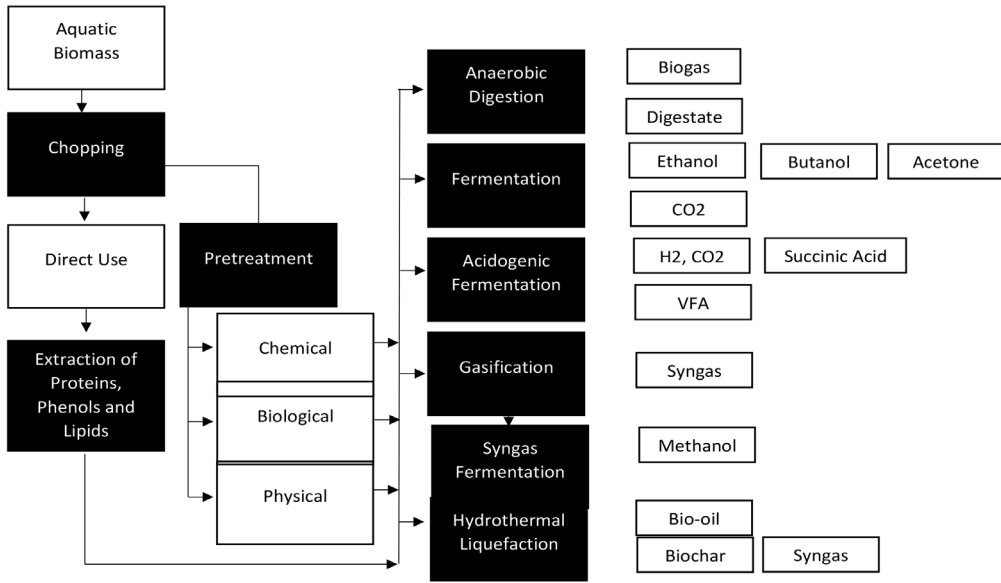 Aquatic
Biomass
Chopping
Direct Use
Extraction of
Proteins,
Phenols and
Lipids
Pretreatment
Chemical
Biological
Physical
Anaerobic
Digestion
Fermentation
Acidogenic
Fermentation
Gasification
Syngas
Fermentation
Hydrothermal
Liquefaction
Biogas
Digestate
Ethanol
Butanol
Acetone
CO2
H2, CO2
Succinic Acid
VFA
Syngas
Methanol
Bio-oil
Biochar
Syngas